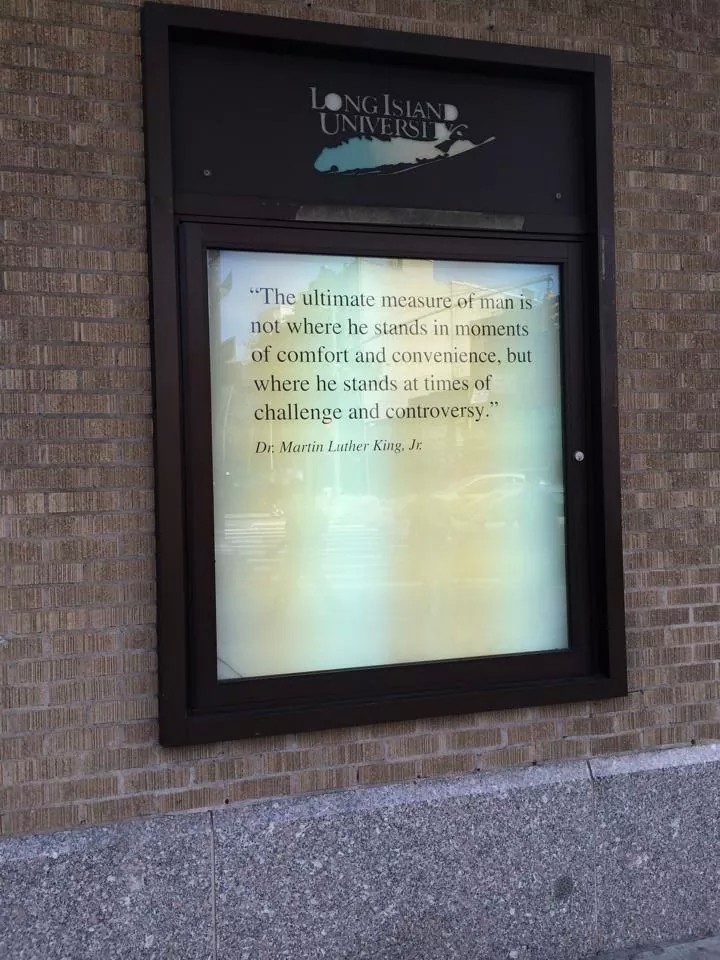 LONG ISLAND
UNIVERSITY
“The ultimate measure of man is
not where he stands in moments
of comfort and convenience, but
where he stands at times of
challenge and controversy.”
Dr. Martin Luther King, Jr.